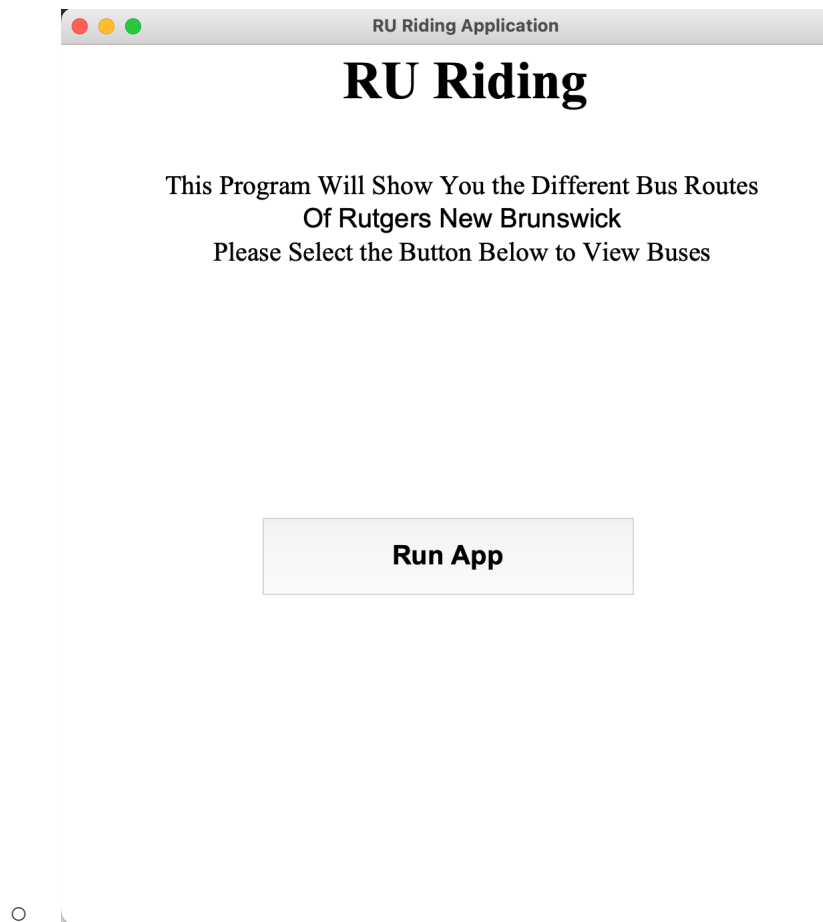 RU Riding Application
RU Riding
This Program Will Show You the Different Bus Routes
Of Rutgers New Brunswick
Please Select the Button Below to View Buses
Run App